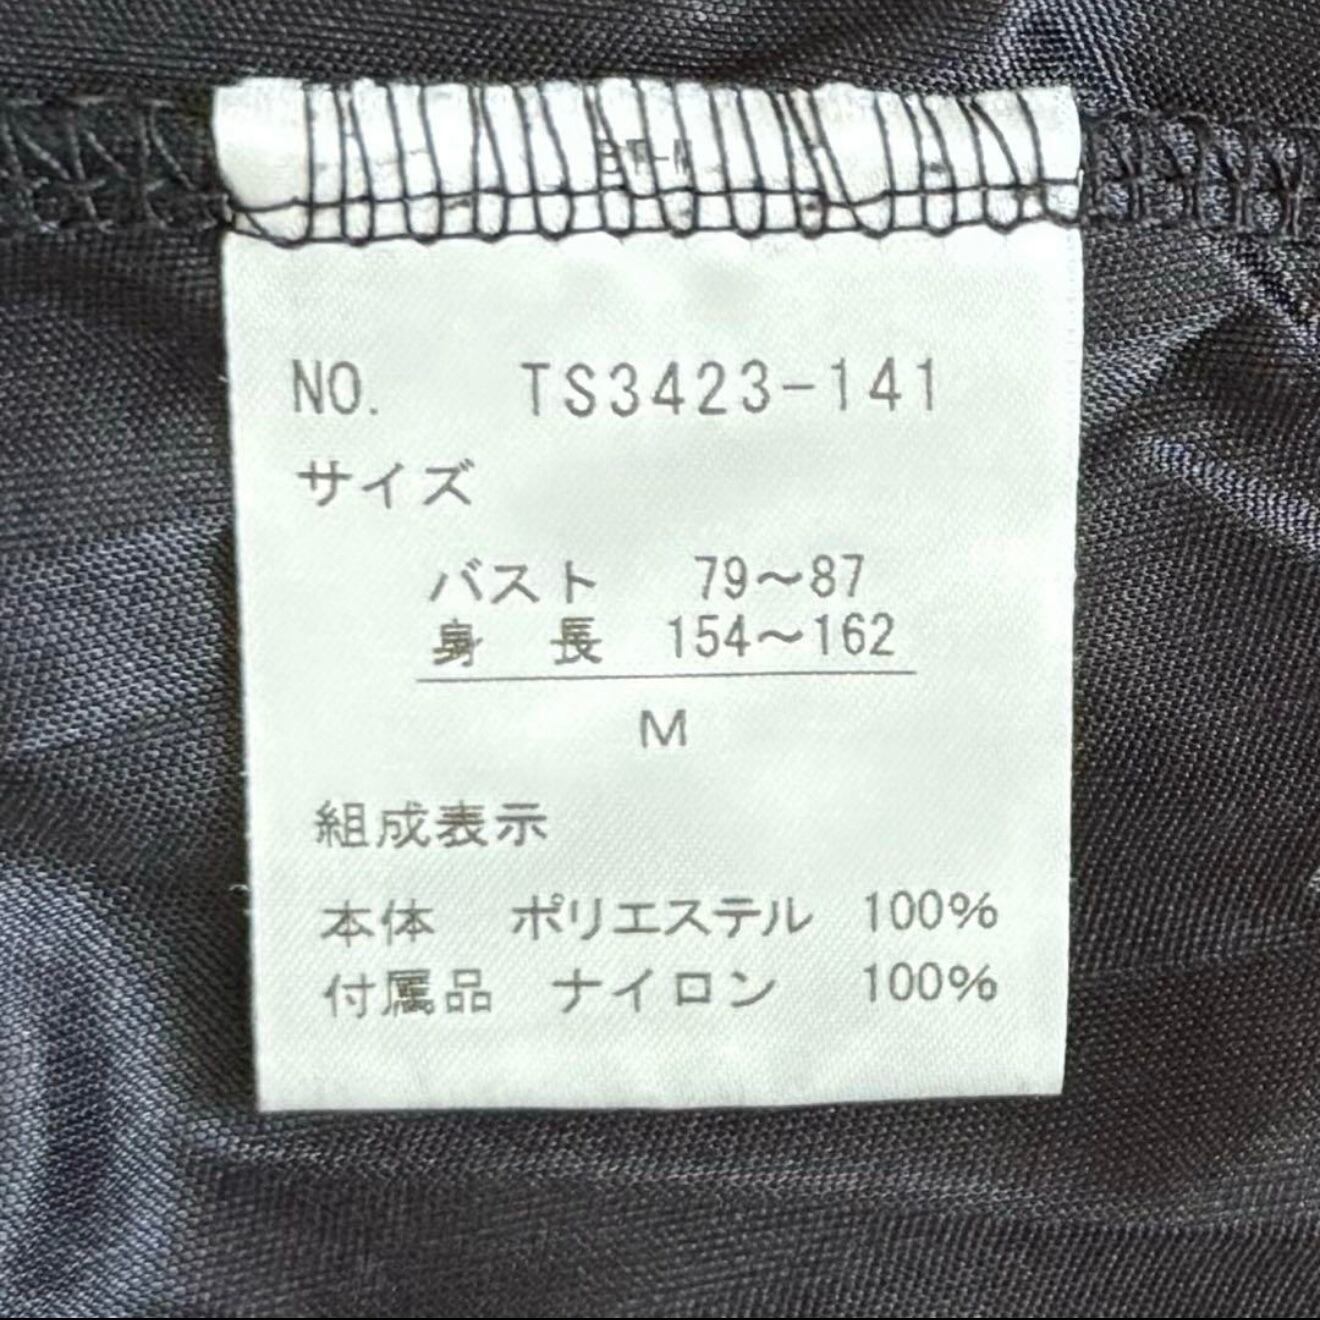 NO. TS3423-141
サイズ
バスト 79～87
身 長 154～162
M
組成表示
本体 ポリエステル 100%
付属品 ナイロン 100%